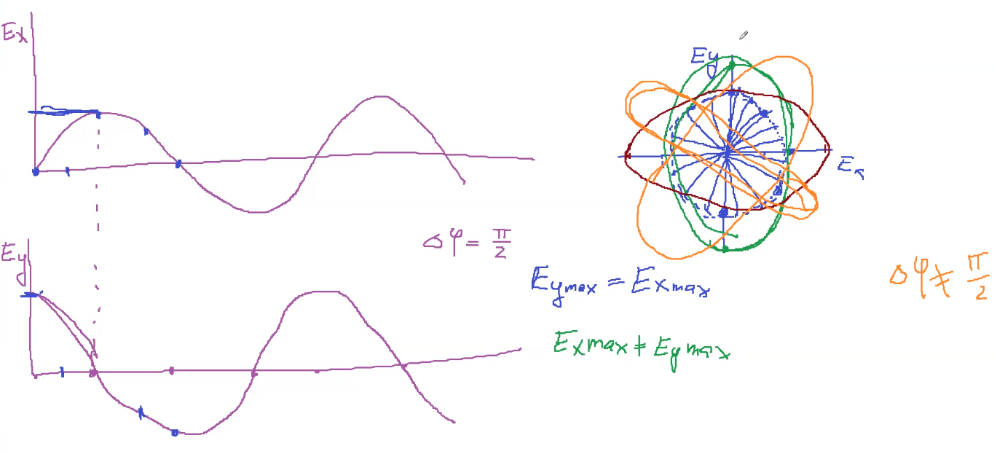 Ex
Ey
Ey
Ex
Δφ = π/2
Eymax = Exmax
Δφ ≠ π/2
Exmax ≠ Eymax